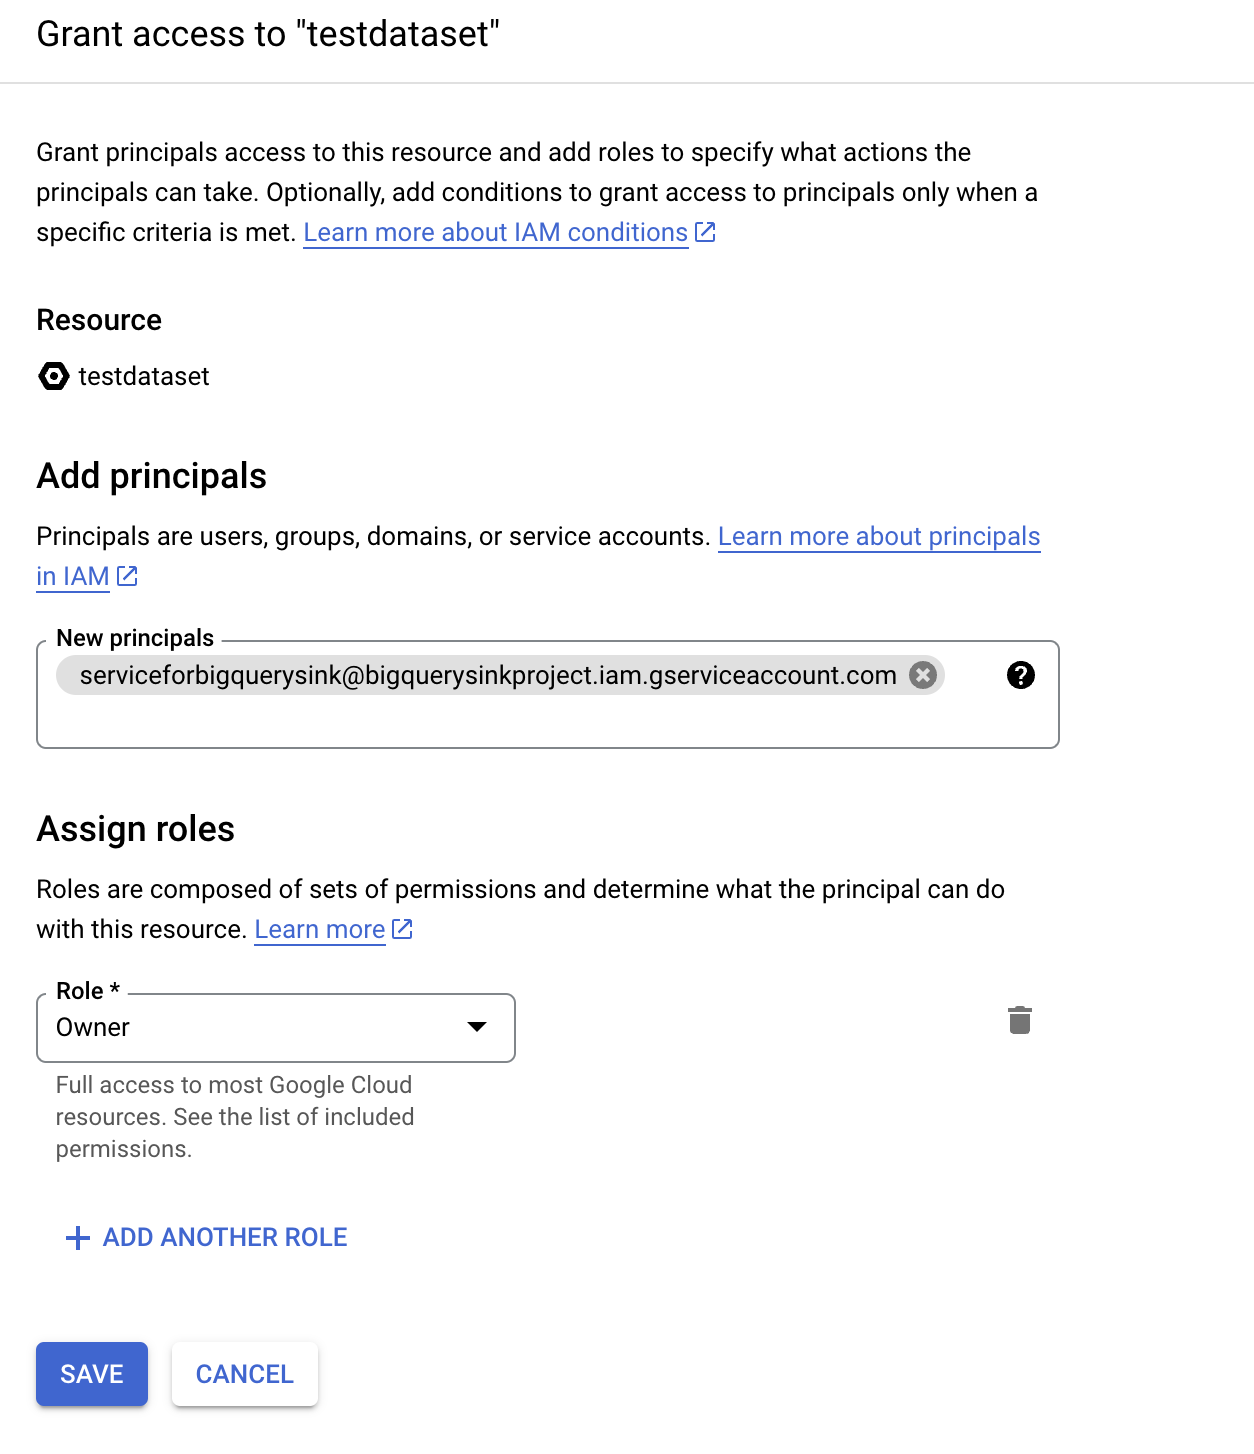 Grant access to "testdataset"
Grant principals access to this resource and add roles to specify what actions the
principals can take. Optionally, add conditions to grant access to principals only when a
specific criteria is met. Learn more about IAM conditions
Resource
testdataset
Add principals
Principals are users, groups, domains, or service accounts. Learn more about principals
in IAM
New principals
serviceforbigquerysink@bigquerysinkproject.iam.gserviceaccount.com
Assign roles
Roles are composed of sets of permissions and determine what the principal can do
with this resource. Learn more
Role *
Owner
Full access to most Google Cloud
resources. See the list of included
permissions.
ADD ANOTHER ROLE
SAVE CANCEL